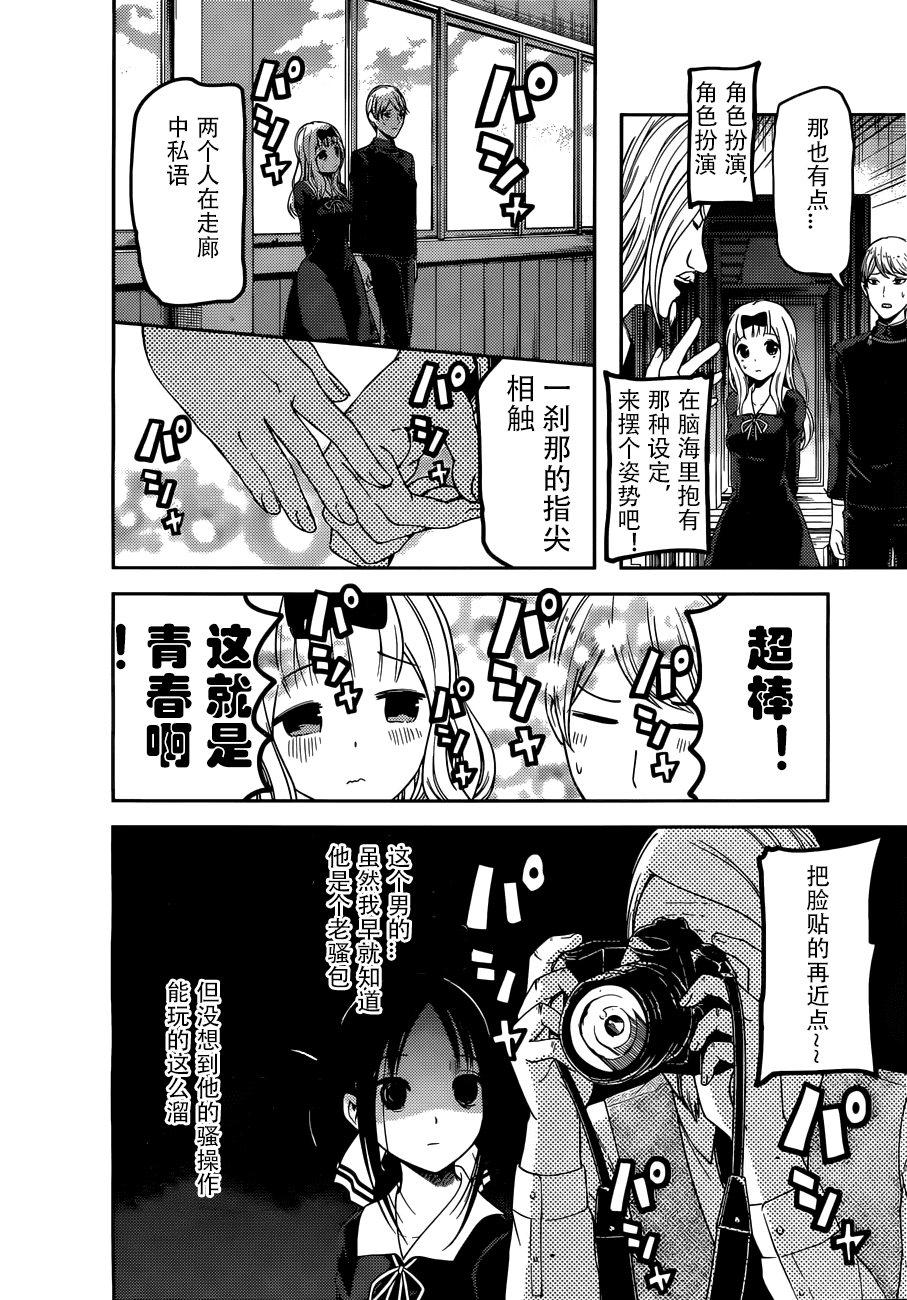 那也有点…
角色扮演，
角色扮演
在脑海里抱有
那种设定，
来摆个姿势吧！
パシャ
パシャ
两个人在走廊
中私语
一刹那的指尖
相触
パシャ
パシャ
超棒！
パシャ
パシャ
パシャ
パシャ
这就是
青春啊
！
把脸贴的再近点~~
パシャ
パシャ
这个男的…
虽然我早就知道
他是个老骚包
但没想到他的骚操作
能玩的这么溜